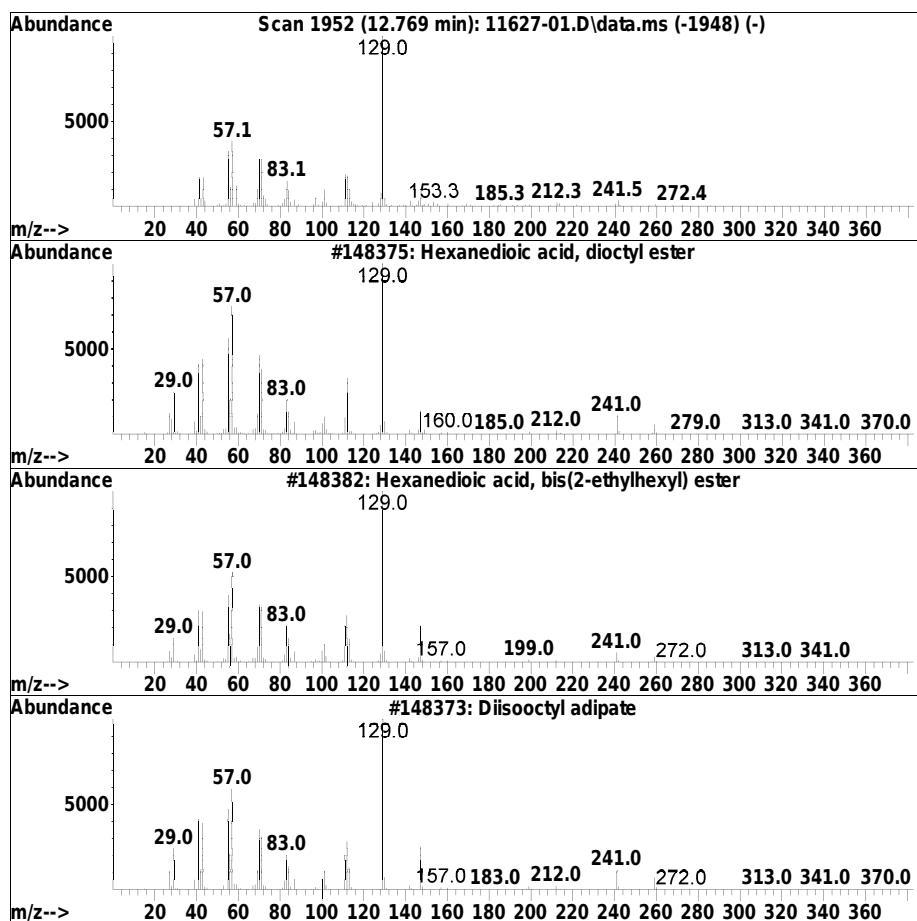 Abundance Scan 1952 (12.769 min): 11627-01.D\data.ms (-1948) (-)
129.0
5000 57.1
83.1
153.3 185.3 212.3 241.5 272.4
m/z--> 20 40 60 80 100 120 140 160 180 200 220 240 260 280 300 320 340 360
Abundance #148375: Hexanedioic acid, dioctyl ester
129.0
57.0
5000
29.0 83.0
160.0 185.0 212.0 241.0 279.0 313.0 341.0 370.0
m/z--> 20 40 60 80 100 120 140 160 180 200 220 240 260 280 300 320 340 360
Abundance #148382: Hexanedioic acid, bis(2-ethylhexyl) ester
129.0
57.0
5000
29.0 83.0
157.0 199.0 241.0 272.0 313.0 341.0
m/z--> 20 40 60 80 100 120 140 160 180 200 220 240 260 280 300 320 340 360
Abundance #148373: Diisooctyl adipate
129.0
57.0
5000
29.0 83.0
157.0 183.0 212.0 241.0 272.0 313.0 341.0 370.0
m/z--> 20 40 60 80 100 120 140 160 180 200 220 240 260 280 300 320 340 360